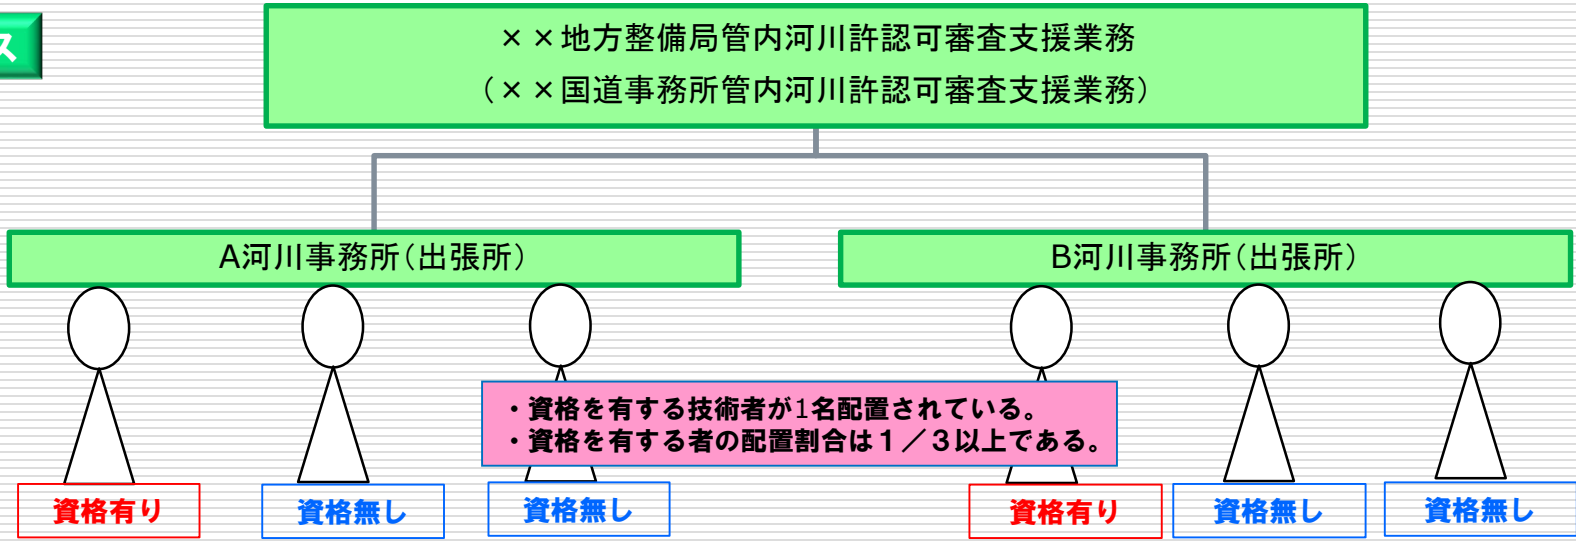 ス
××地方整備局管内河川許認可審査支援業務
（××国道事務所管内河川許認可審査支援業務）
A河川事務所（出張所）
B河川事務所（出張所）
・資格を有する技術者が1名配置されている。
・資格を有する者の配置割合は１／３以上である。
資格有り
資格無し
資格無し
資格有り
資格無し
資格無し